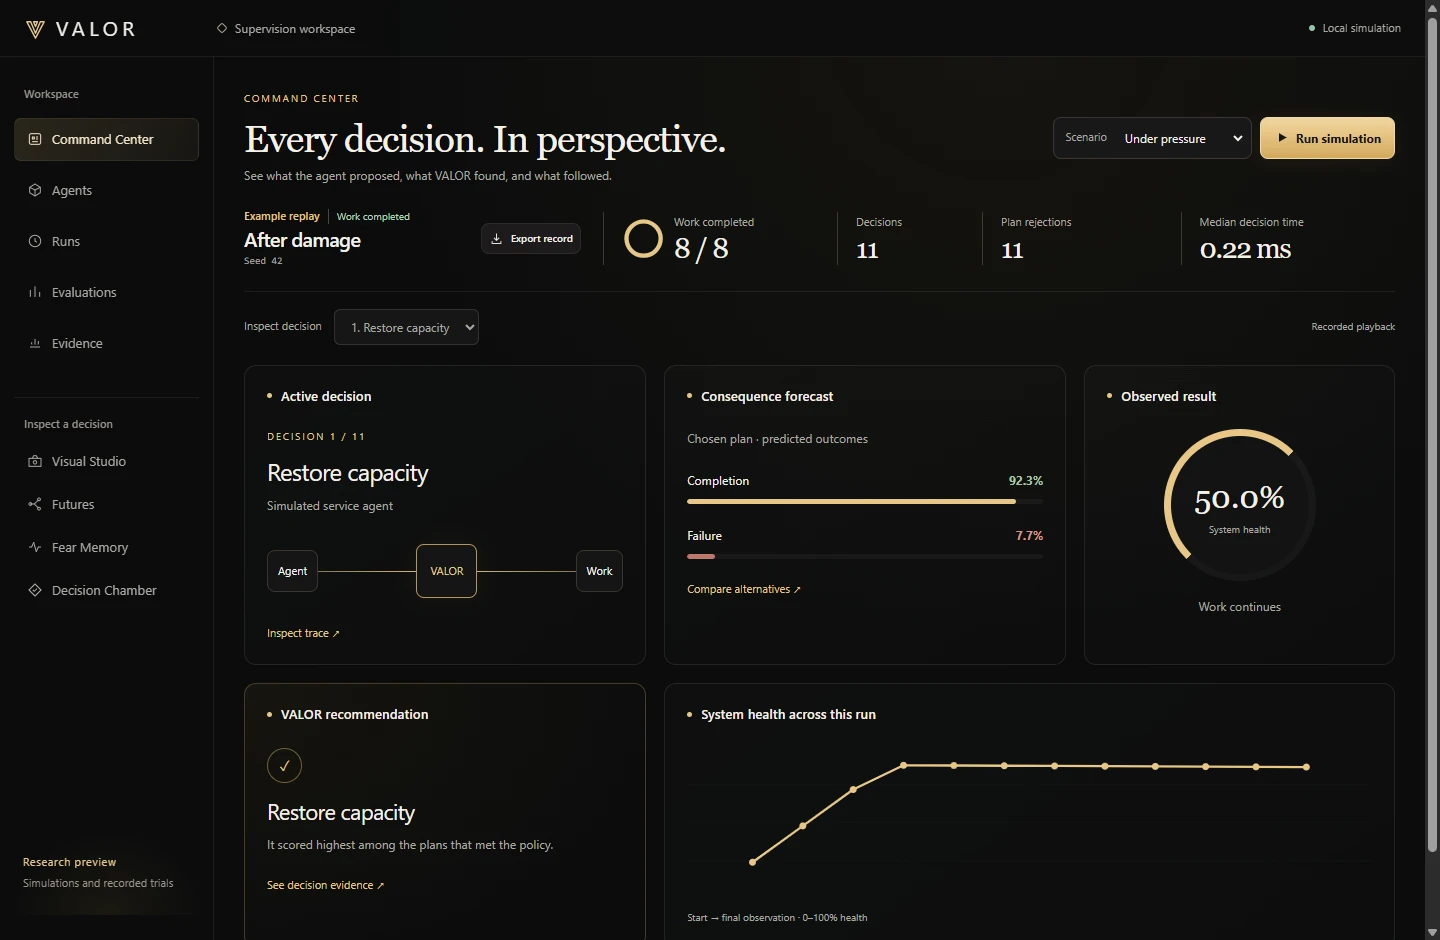 VALOR
Supervision workspace
Local simulation
Workspace
Command Center
Agents
Runs
Evaluations
Evidence
Inspect a decision
Visual Studio
Futures
Fear Memory
Decision Chamber
Research preview
Simulations and recorded trials
COMMAND CENTER
Every decision. In perspective.
See what the agent proposed, what VALOR found, and what followed.
Scenario Under pressure
Run simulation
Example replay | Work completed
After damage
Seed 42
Export record
Work completed
8 / 8
Decisions
11
Plan rejections
11
Median decision time
0.22 ms
Inspect decision
1. Restore capacity
Recorded playback
Active decision
DECISION 1 / 11
Restore capacity
Simulated service agent
Agent
VALOR
Work
Inspect trace ↗
Consequence forecast
Chosen plan · predicted outcomes
Completion 92.3%
Failure 7.7%
Compare alternatives ↗
Observed result
50.0%
System health
Work continues
VALOR recommendation
✓
Restore capacity
It scored highest among the plans that met the policy.
See decision evidence ↗
System health across this run
Start → final observation · 0–100% health